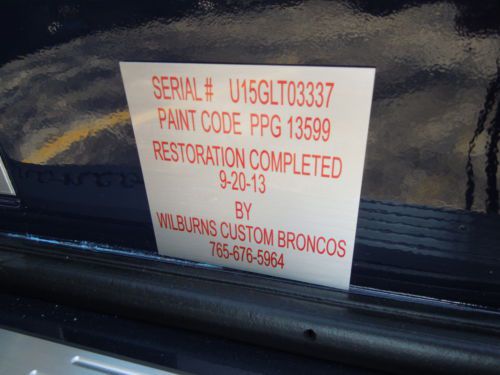 SERIAL # U15GLT03337
PAINT CODE PPG 13599
RESTORATION COMPLETED
9-20-13
BY
WILBURNS CUSTOM BRONCOS
765-676-5964